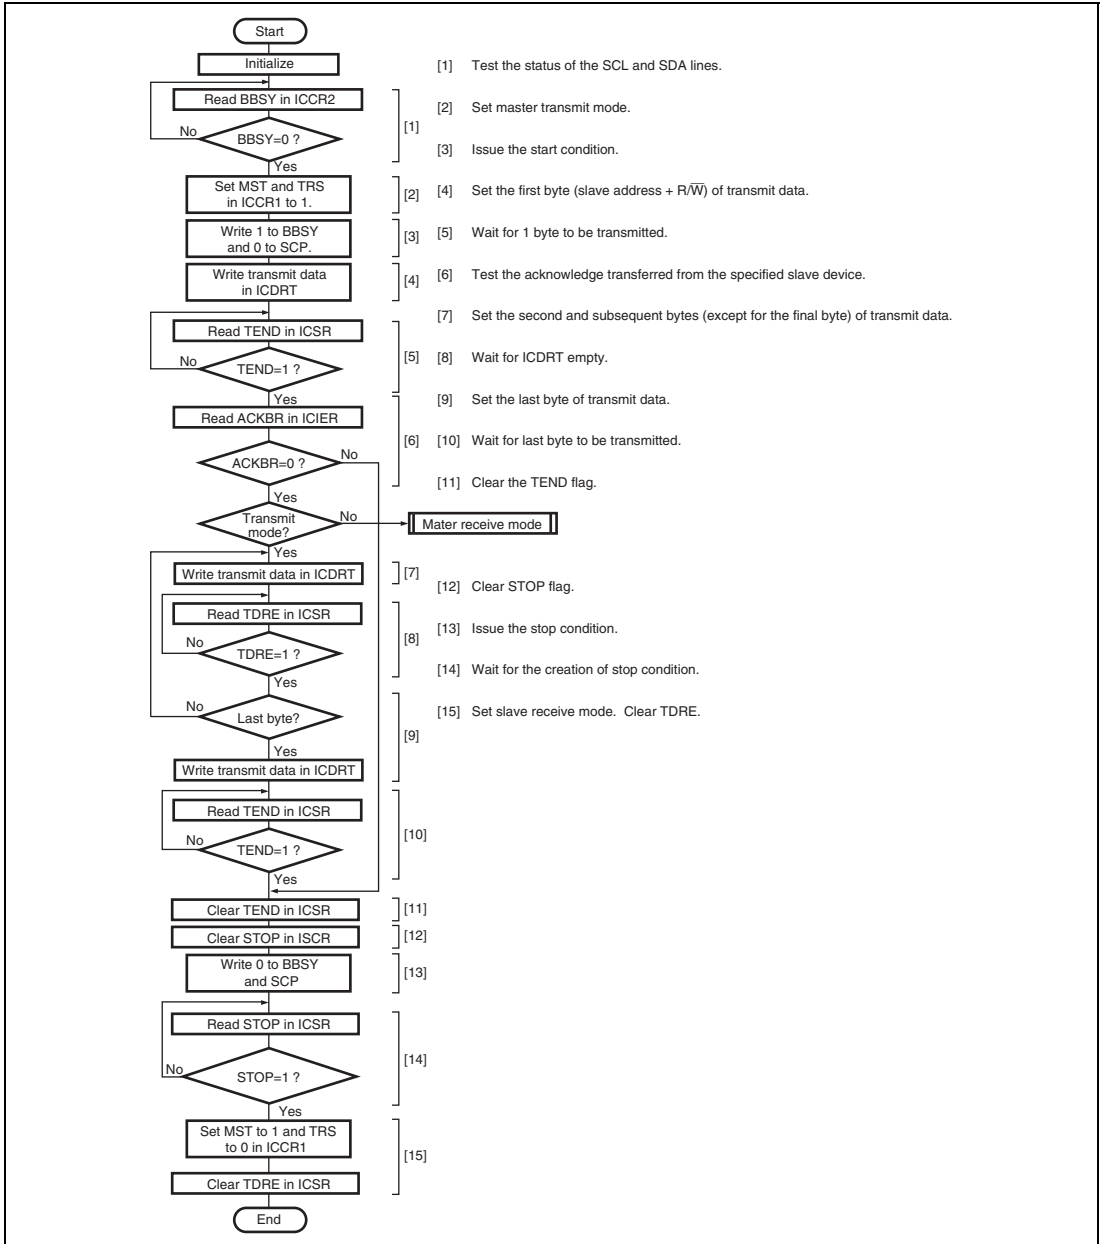 Start
Initialize
Read BBSY in ICCR2
No
BBSY=0 ?
[1]
Yes
Set MST and TRS
in ICCR1 to 1.
[2]
Write 1 to BBSY
and 0 to SCP.
[3]
Write transmit data
in ICDRT
[4]
Read TEND in ICSR
No
TEND=1 ?
[5]
Yes
Read ACKBR in ICIER
No
ACKBR=0 ?
[6]
Yes
Transmit
mode?
No
Mater receive mode
Yes
Write transmit data in ICDRT
[7]
Read TDRE in ICSR
No
TDRE=1 ?
[8]
Yes
No
Last byte?
[9]
Yes
Write transmit data in ICDRT
Read TEND in ICSR
No
TEND=1 ?
[10]
Yes
Clear TEND in ICSR
[11]
Clear STOP in ISCR
[12]
Write 0 to BBSY
and SCP
[13]
Read STOP in ICSR
No
STOP=1 ?
[14]
Yes
Set MST to 1 and TRS
to 0 in ICCR1
[15]
Clear TDRE in ICSR
End
[1] Test the status of the SCL and SDA lines.
[2] Set master transmit mode.
[3] Issue the start condition.
[4] Set the first byte (slave address + R/W̅) of transmit data.
[5] Wait for 1 byte to be transmitted.
[6] Test the acknowledge transferred from the specified slave device.
[7] Set the second and subsequent bytes (except for the final byte) of transmit data.
[8] Wait for ICDRT empty.
[9] Set the last byte of transmit data.
[10] Wait for last byte to be transmitted.
[11] Clear the TEND flag.
[12] Clear STOP flag.
[13] Issue the stop condition.
[14] Wait for the creation of stop condition.
[15] Set slave receive mode. Clear TDRE.